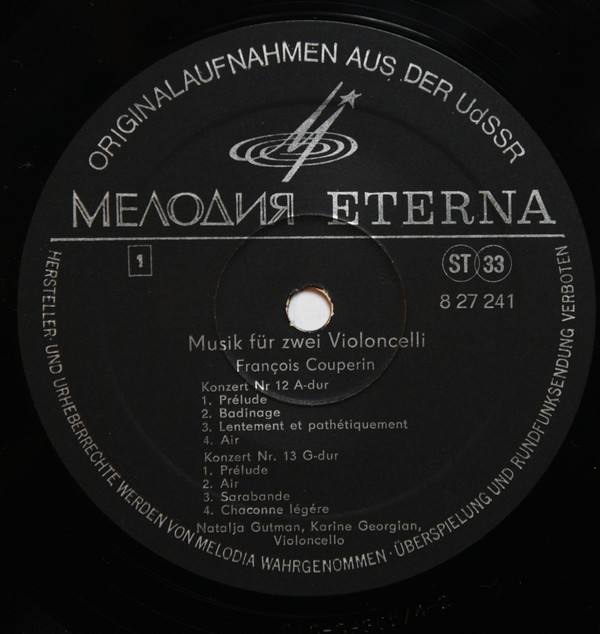 ORIGINALAUFNAHMEN AUS DER UdSSR
МЕЛОДИЯ ETERNA
1
ST 33
8 27 241
Musik für zwei Violoncelli
François Couperin
Konzert Nr 12 A-dur
1. Prélude
2. Badinage
3. Lentement et pathétiquement
4. Air
Konzert Nr. 13 G-dur
1. Prélude
2. Air
3. Sarabande
4. Chaconne légére
Natalja Gutman, Karine Georgian,
Violoncello
HERSTELLER- UND URHEBERRECHTE WERDEN VON MELODIA WAHRGENOMMEN · ÜBERSPIELUNG UND RUNDFUNKSENDUNG VERBOTEN